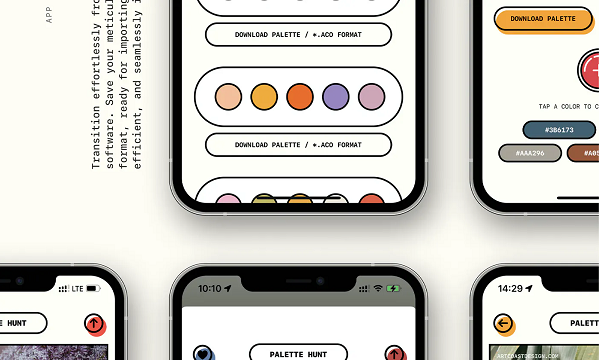 APP
Transition effortlessly fro
software. Save your meticul
format, ready for importing
efficient, and seamlessly i
DOWNLOAD PALETTE / *.ACO FORMAT
DOWNLOAD PALETTE / *.ACO FORMAT
DOWNLOAD PALETTE
TAP A COLOR TO C
#3B6173
#AAA296
#A05
LTE
E HUNT
10:10
PALETTE HUNT
14:29
PALETT
ARTCOASTDESIGN.COM